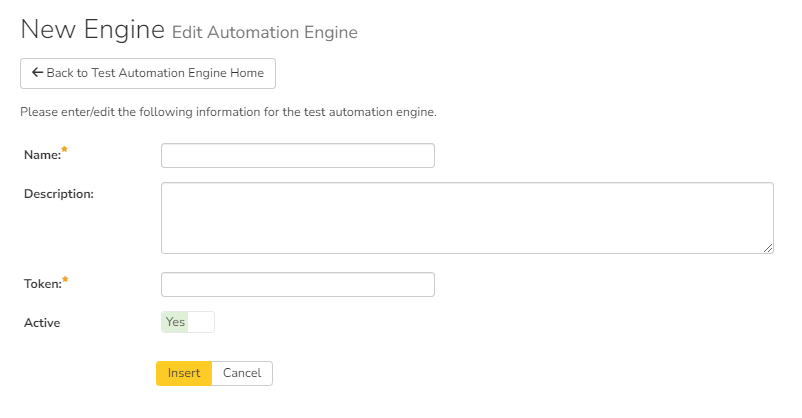 New Engine Edit Automation Engine
Back to Test Automation Engine Home
Please enter/edit the following information for the test automation engine.
Name:*
Description:
Token:*
Active Yes
Insert Cancel